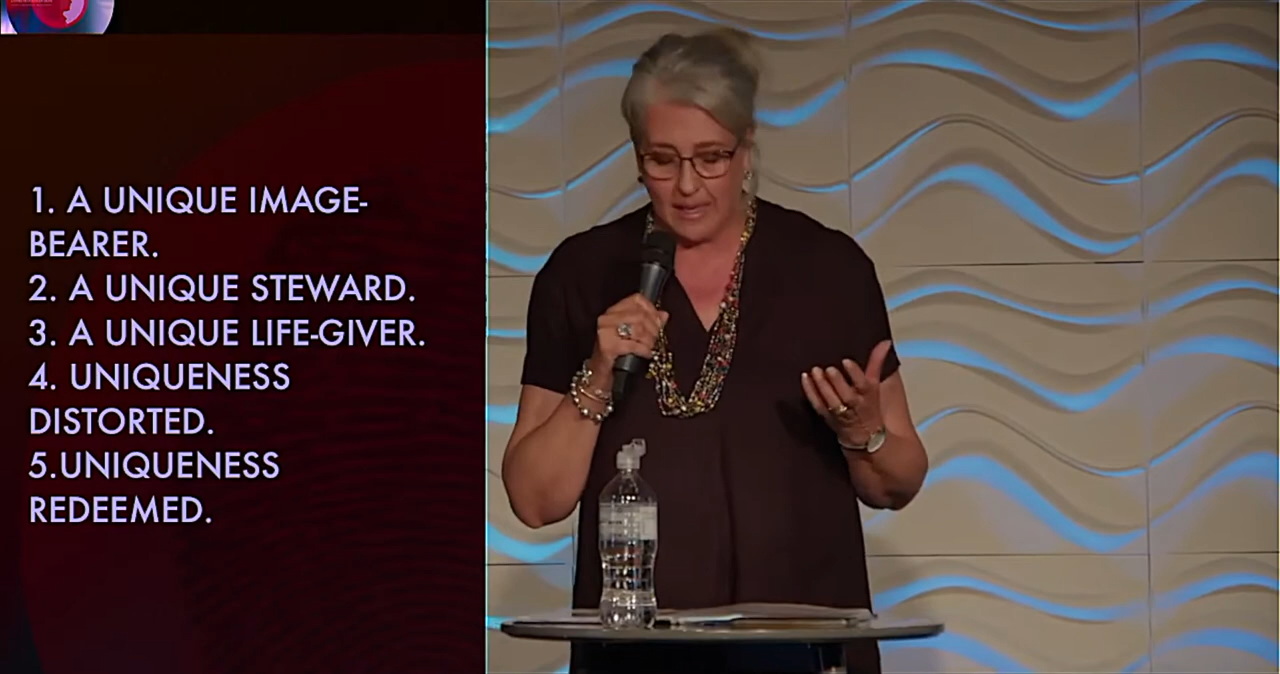 1. A UNIQUE IMAGE-
BEARER.
2. A UNIQUE STEWARD.
3. A UNIQUE LIFE-GIVER.
4. UNIQUENESS
DISTORTED.
5.UNIQUENESS
REDEEMED.